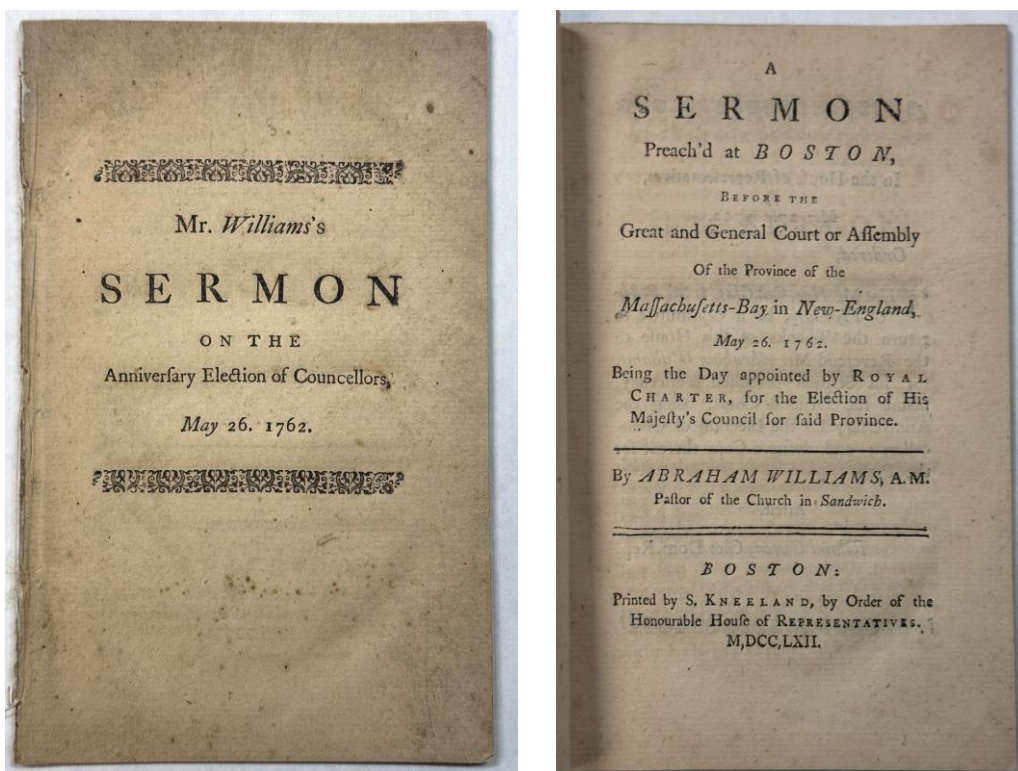 Mr. Williams's
SERMON
ON THE
Anniverſary Election of Councellors,
May 26. 1762.
A
SERMON
Preach'd at BOSTON,
BEFORE THE
Great and General Court or Aſſembly
Of the Province of the
Maſſachuſetts-Bay in New-England,
May 26. 1762.
Being the Day appointed by ROYAL
CHARTER, for the Election of His
Majeſty's Council for ſaid Province.
By ABRAHAM WILLIAMS, A.M.
Paſtor of the Church in Sandwich.
BOSTON:
Printed by S. KNEELAND, by Order of the
Honourable Houſe of REPRESENTATIVES.
M,DCC,LXII.